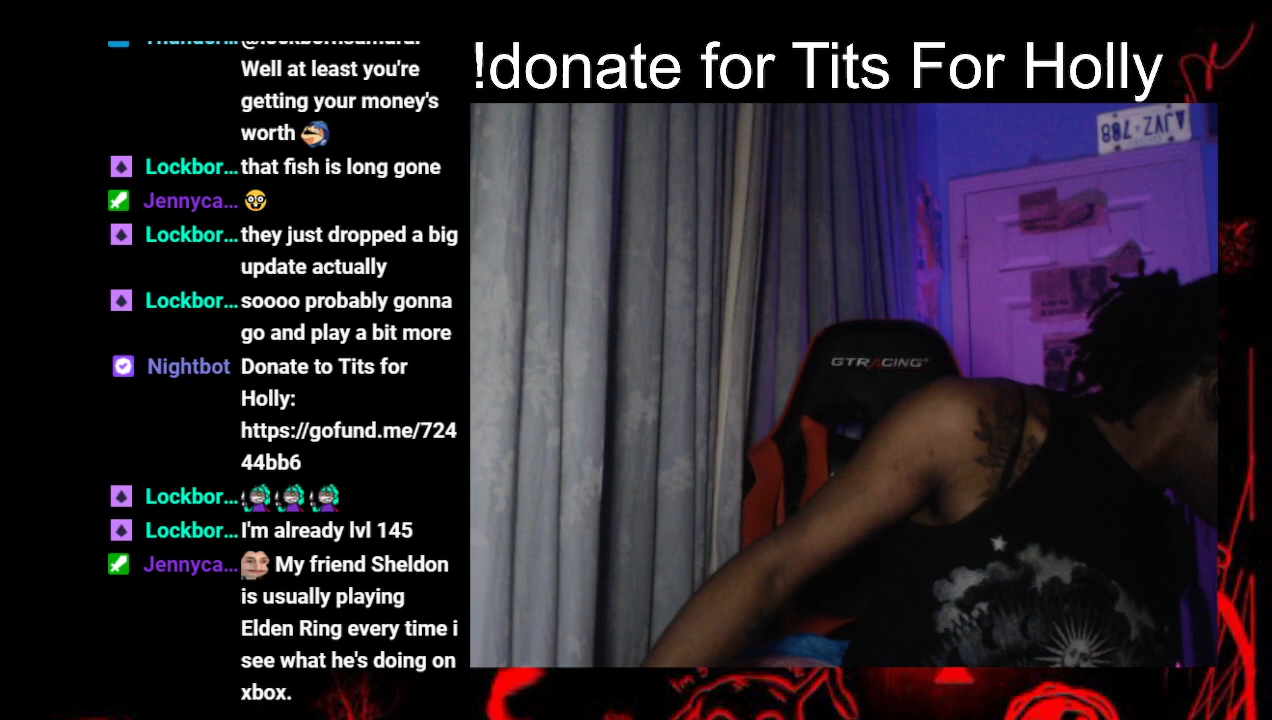 !donate for Tits For Holly
Well at least you're
getting your money's
worth
Lockbor... that fish is long gone
Jennyca...
Lockbor... they just dropped a big
update actually
Lockbor... soooo probably gonna
go and play a bit more
Nightbot Donate to Tits for
Holly:
https://gofund.me/724
44bb6
Lockbor...
Lockbor... I'm already lvl 145
Jennyca... My friend Sheldon
is usually playing
Elden Ring every time i
see what he's doing on
xbox.
GTRACING